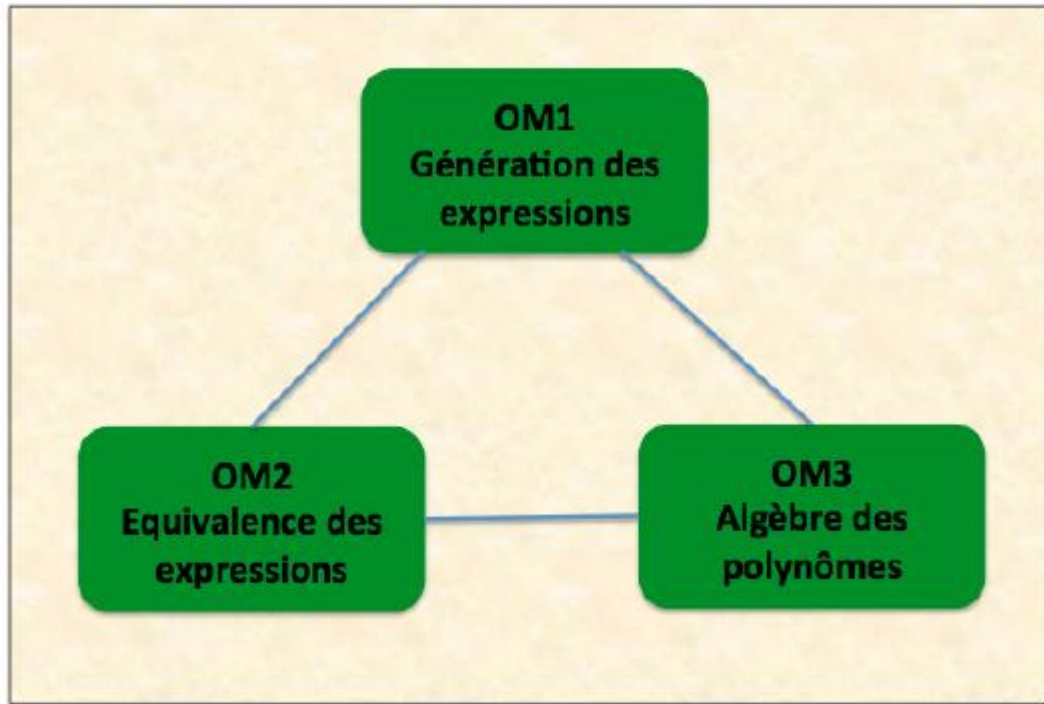 OM1
Génération des
expressions
OM2
Equivalence des
expressions
OM3
Algèbre des
polynômes